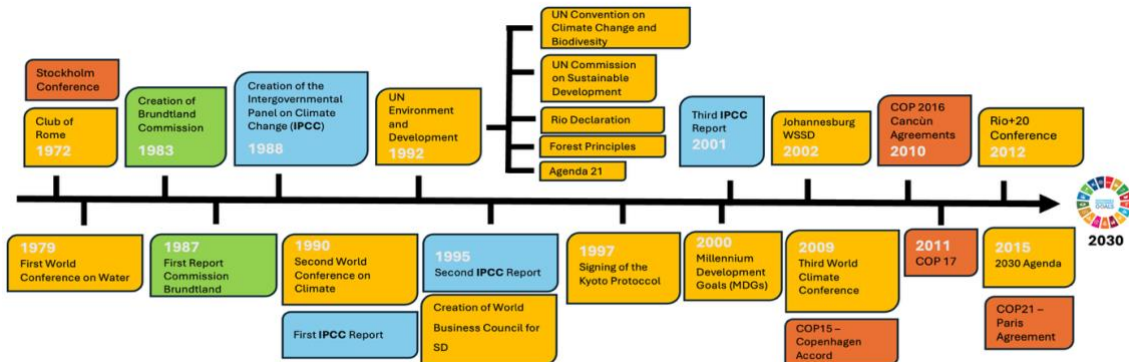 Stockholm
Conference
Club of
Rome
1972
Creation of
Brundtland
Commission
1983
Creation of the
Intergovernmental
Panel on Climate
Change (IPCC)
1988
UN
Environment
and
Development
1992
UN Convention on
Climate Change and
Biodivesity
UN Commission
on Sustainable
Development
Rio Declaration
Forest Principles
Agenda 21
Third IPCC
Report
2001
Johannesburg
WSSD
2002
COP 2016
Cancùn
Agreements
2010
Rio+20
Conference
2012
2030
1979
First World
Conference on Water
1987
First Report
Commission
Brundtland
1990
Second World
Conference on
Climate
First IPCC Report
1995
Second IPCC Report
Creation of World
Business Council for
SD
1997
Signing of the
Kyoto Protoccol
2000
Millennium
Development
Goals (MDGs)
2009
Third World
Climate
Conference
COP15 –
Copenhagen
Accord
2011
COP 17
2015
2030 Agenda
COP21 –
Paris
Agreement